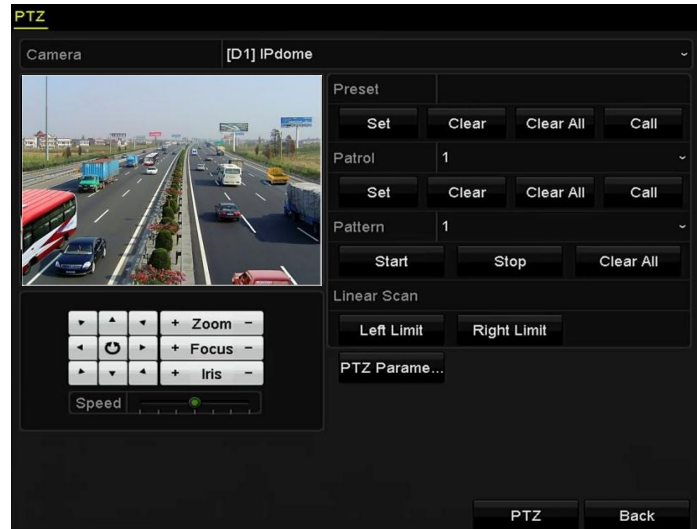 PTZ
Camera [D1] IPdome
Preset
Set Clear Clear All Call
Patrol 1
Set Clear Clear All Call
Pattern 1
Start Stop Clear All
Linear Scan
Left Limit Right Limit
PTZ Parame...
+ Zoom -
+ Focus -
+ Iris -
Speed
PTZ Back